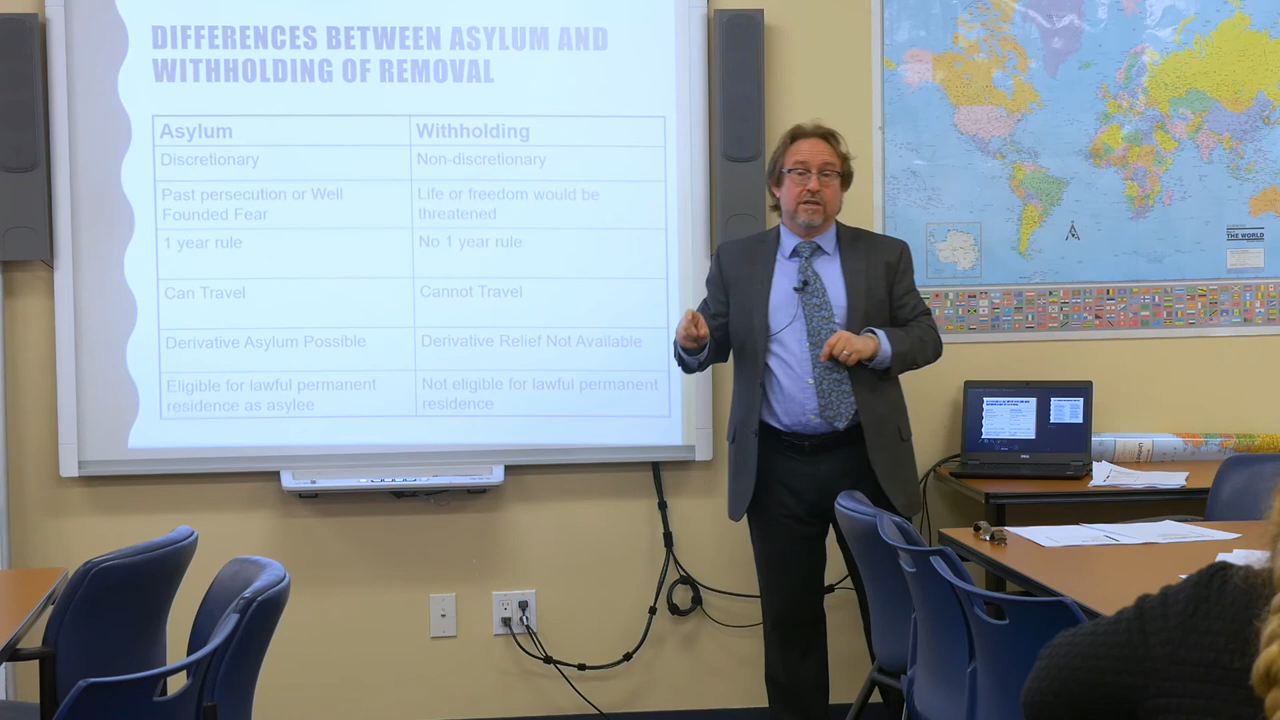 DIFFERENCES BETWEEN ASYLUM AND
WITHHOLDING OF REMOVAL
Asylum
Withholding
Discretionary
Non-discretionary
Past persecution or Well
Founded Fear
Life or freedom would be
threatened
1 year rule
No 1 year rule
Can Travel
Cannot Travel
Derivative Asylum Possible
Derivative Relief Not Available
Eligible for lawful permanent
residence as asylee
Not eligible for lawful permanent
residence
THE WORLD
DELL